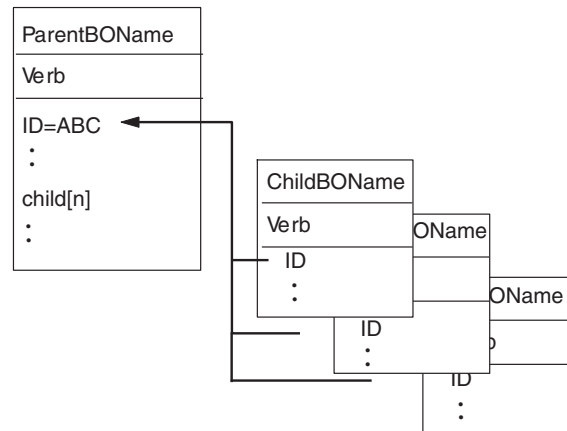 ParentBOName
Verb
ID=ABC
:
child[n]
:
ChildBOName
Verb
ID
:
OName
ID
:
OName
b
ID
: